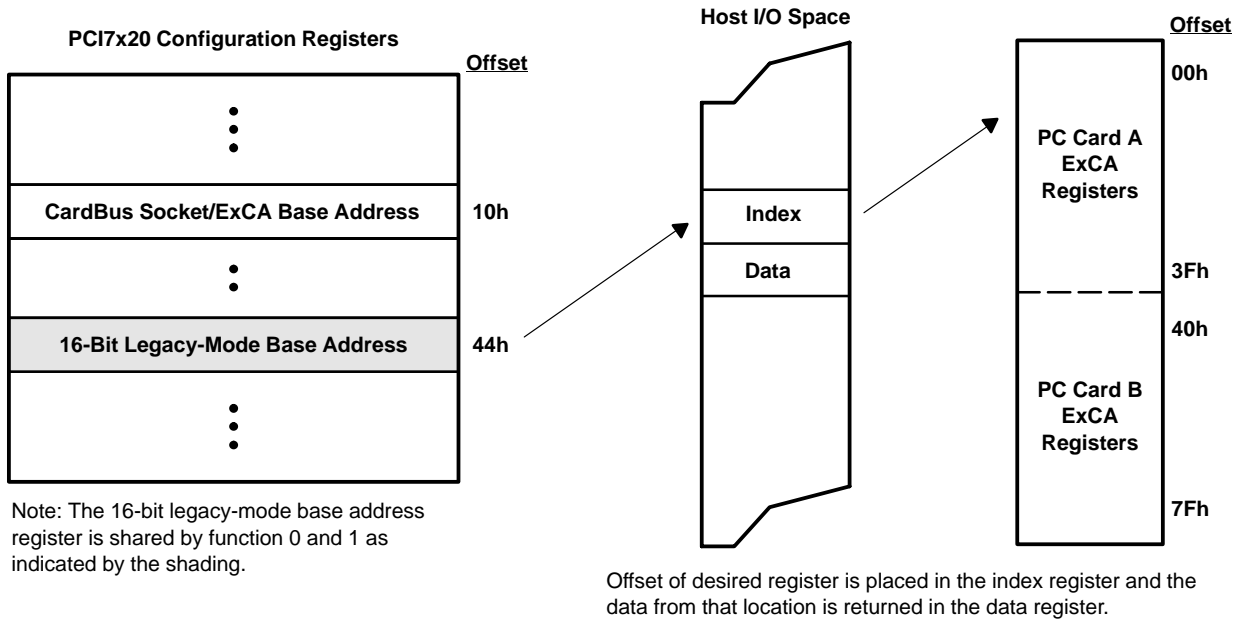 PCI7x20 Configuration Registers
Offset
CardBus Socket/ExCA Base Address
10h
16-Bit Legacy-Mode Base Address
44h
Note: The 16-bit legacy-mode base address
register is shared by function 0 and 1 as
indicated by the shading.
Host I/O Space
Index
Data
Offset
00h
PC Card A
ExCA
Registers
3Fh
40h
PC Card B
ExCA
Registers
7Fh
Offset of desired register is placed in the index register and the
data from that location is returned in the data register.